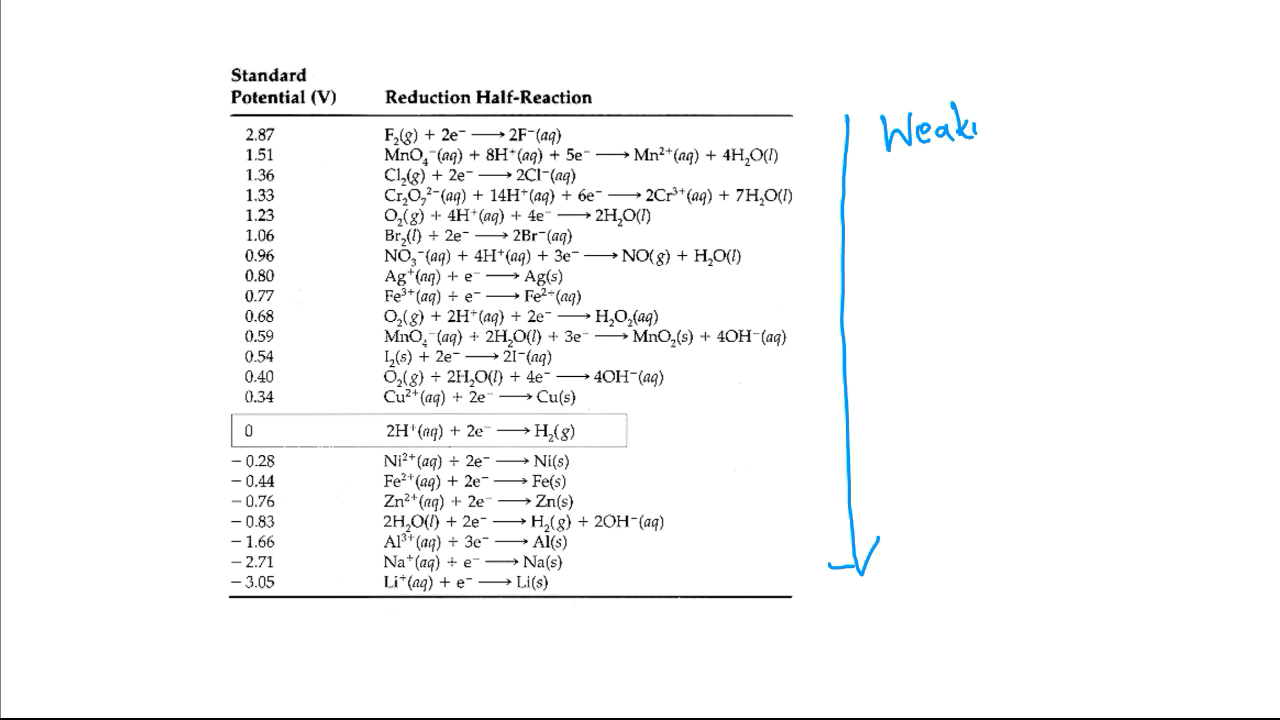 Standard
Potential (V) Reduction Half-Reaction
2.87 F₂(g) + 2e⁻ ⟶ 2F⁻(aq)
1.51 MnO₄⁻(aq) + 8H⁺(aq) + 5e⁻ ⟶ Mn²⁺(aq) + 4H₂O(l)
1.36 Cl₂(g) + 2e⁻ ⟶ 2Cl⁻(aq)
1.33 Cr₂O₇²⁻(aq) + 14H⁺(aq) + 6e⁻ ⟶ 2Cr³⁺(aq) + 7H₂O(l)
1.23 O₂(g) + 4H⁺(aq) + 4e⁻ ⟶ 2H₂O(l)
1.06 Br₂(l) + 2e⁻ ⟶ 2Br⁻(aq)
0.96 NO₃⁻(aq) + 4H⁺(aq) + 3e⁻ ⟶ NO(g) + H₂O(l)
0.80 Ag⁺(aq) + e⁻ ⟶ Ag(s)
0.77 Fe³⁺(aq) + e⁻ ⟶ Fe²⁺(aq)
0.68 O₂(g) + 2H⁺(aq) + 2e⁻ ⟶ H₂O₂(aq)
0.59 MnO₄⁻(aq) + 2H₂O(l) + 3e⁻ ⟶ MnO₂(s) + 4OH⁻(aq)
0.54 I₂(s) + 2e⁻ ⟶ 2I⁻(aq)
0.40 O₂(g) + 2H₂O(l) + 4e⁻ ⟶ 4OH⁻(aq)
0.34 Cu²⁺(aq) + 2e⁻ ⟶ Cu(s)
0 2H⁺(aq) + 2e⁻ ⟶ H₂(g)
− 0.28 Ni²⁺(aq) + 2e⁻ ⟶ Ni(s)
− 0.44 Fe²⁺(aq) + 2e⁻ ⟶ Fe(s)
− 0.76 Zn²⁺(aq) + 2e⁻ ⟶ Zn(s)
− 0.83 2H₂O(l) + 2e⁻ ⟶ H₂(g) + 2OH⁻(aq)
− 1.66 Al³⁺(aq) + 3e⁻ ⟶ Al(s)
− 2.71 Na⁺(aq) + e⁻ ⟶ Na(s)
− 3.05 Li⁺(aq) + e⁻ ⟶ Li(s)
Weak